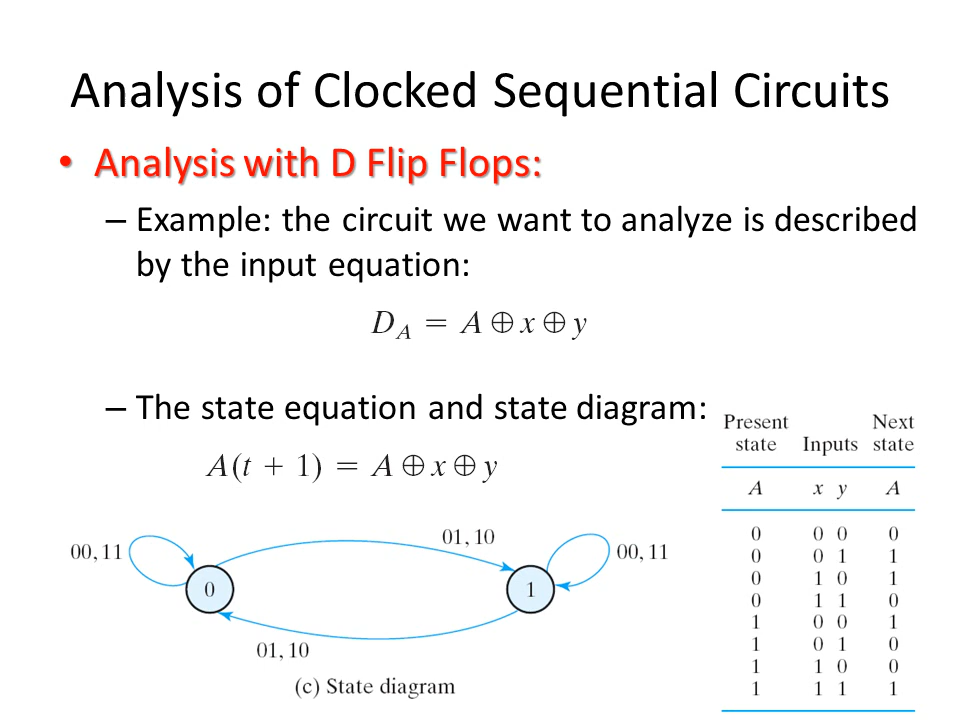 Analysis of Clocked Sequential Circuits
• Analysis with D Flip Flops:
– Example: the circuit we want to analyze is described
by the input equation:
D_A = A ⊕ x ⊕ y
– The state equation and state diagram:
A(t + 1) = A ⊕ x ⊕ y
00, 11
01, 10
00, 11
0
1
01, 10
(c) State diagram
Present Next
state Inputs state
A x y A
0 0 0 0
0 0 1 1
0 1 0 1
0 1 1 0
1 0 0 1
1 0 1 0
1 1 0 0
1 1 1 1